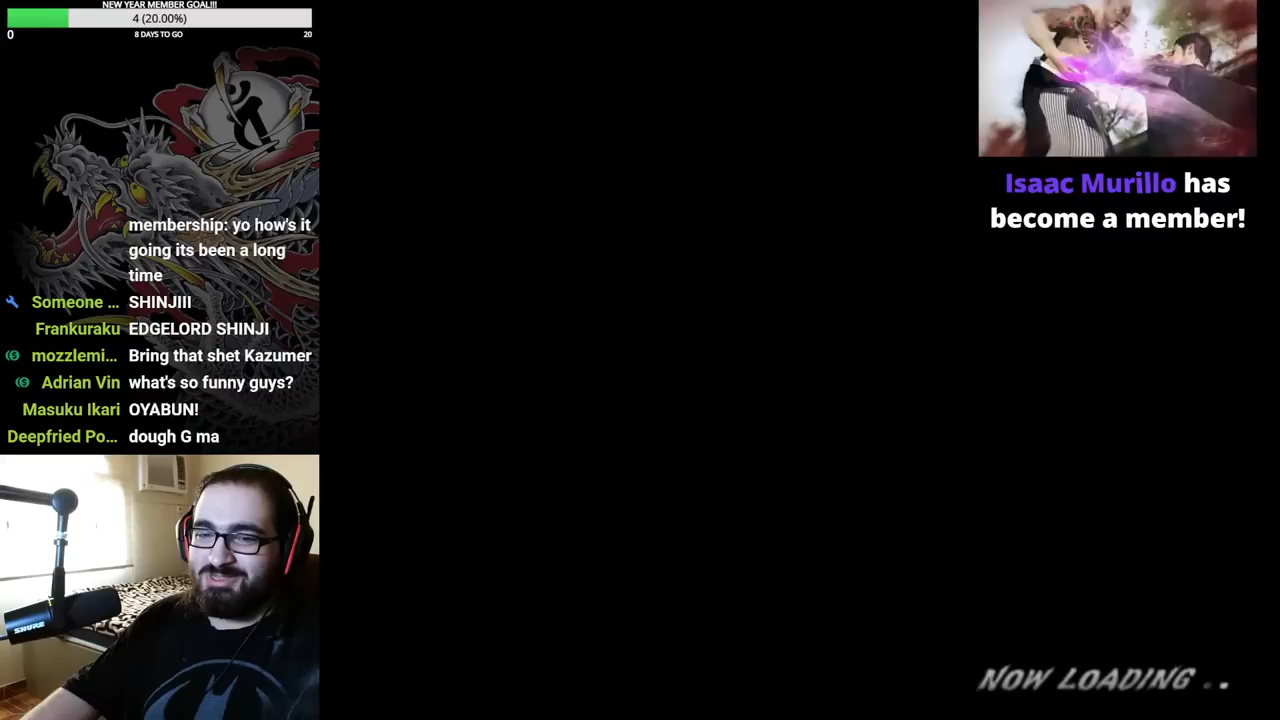 NEW YEAR MEMBER GOAL!!!
4 (20.00%)
0
8 DAYS TO GO
20
membership: yo how's it
going its been a long
time
Someone ... SHINJIII
Frankuraku EDGELORD SHINJI
mozzlemi... Bring that shet Kazumer
Adrian Vin what's so funny guys?
Masuku Ikari OYABUN!
Deepfried Po... dough G ma
SHURE
Isaac Murillo has
become a member!
NOW LOADING . .